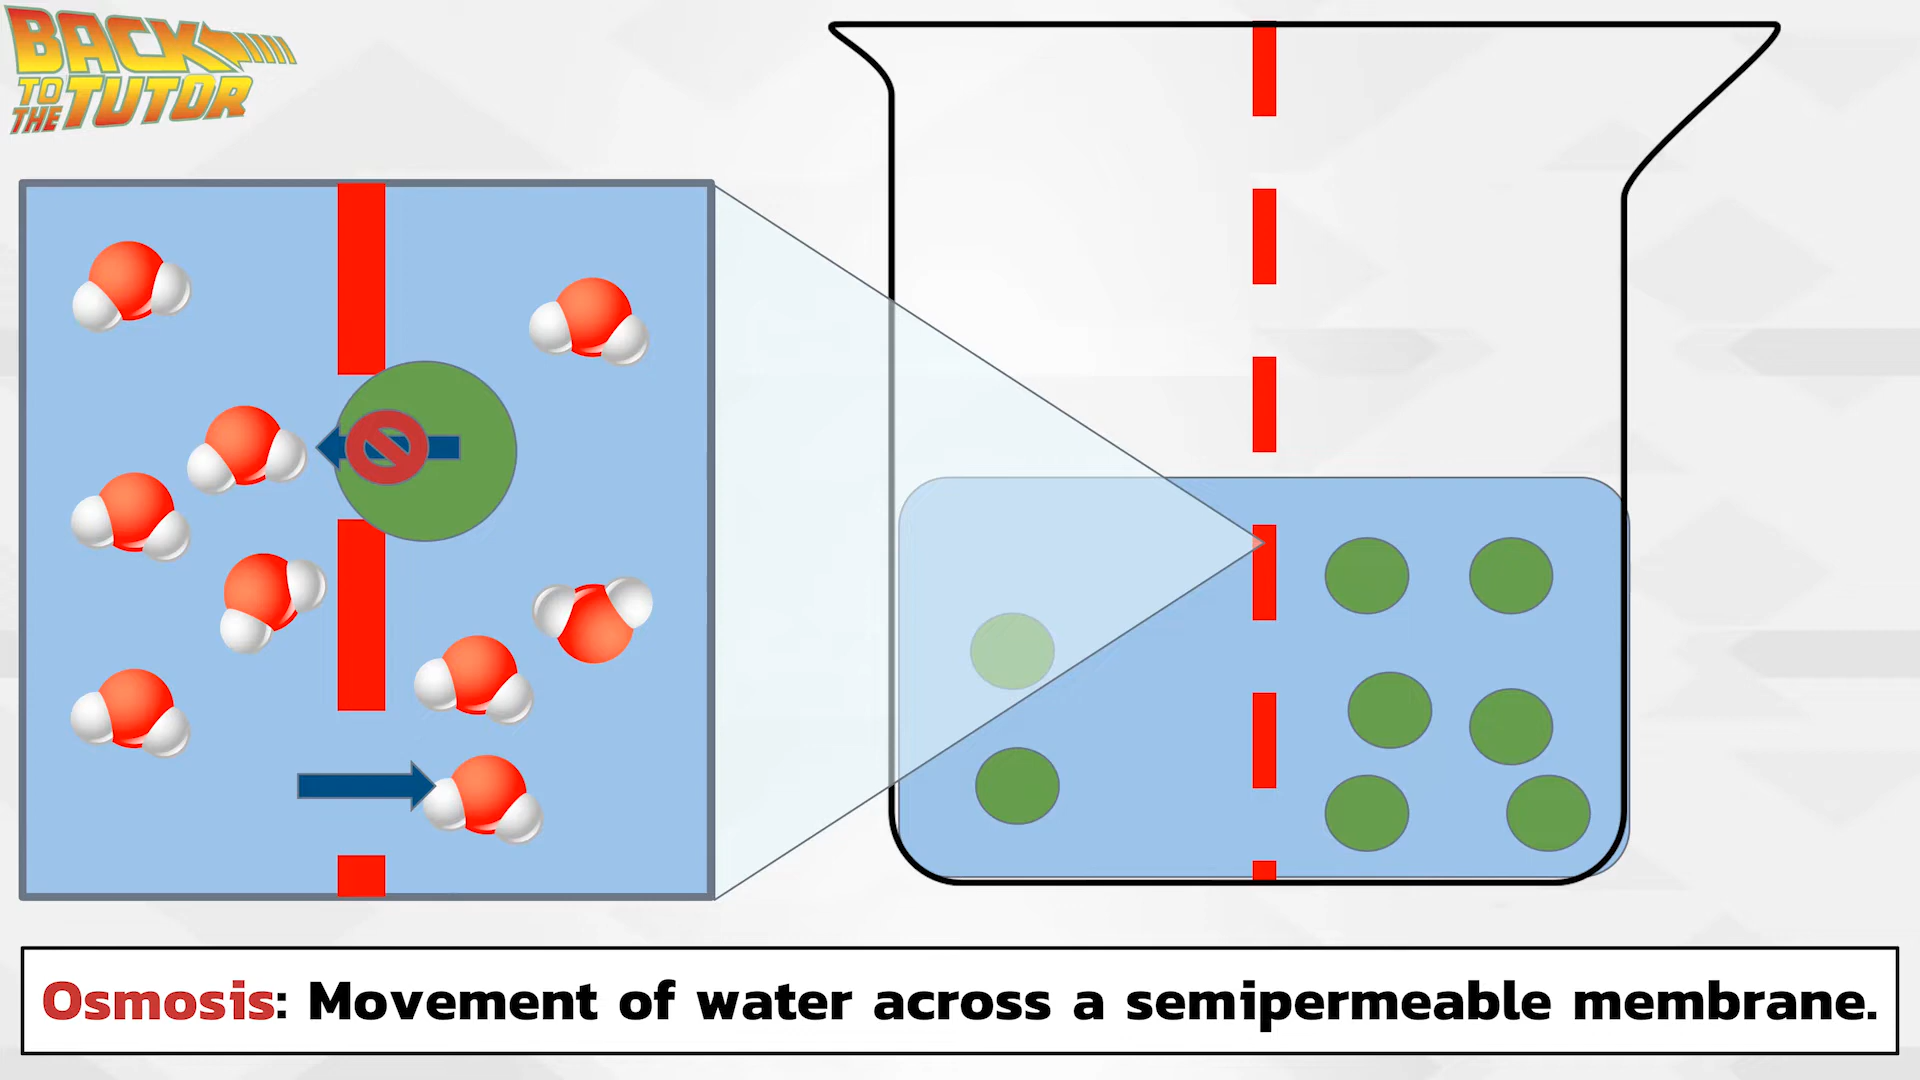 BACK
TO
THE TUTOR
Osmosis: Movement of water across a semipermeable membrane.